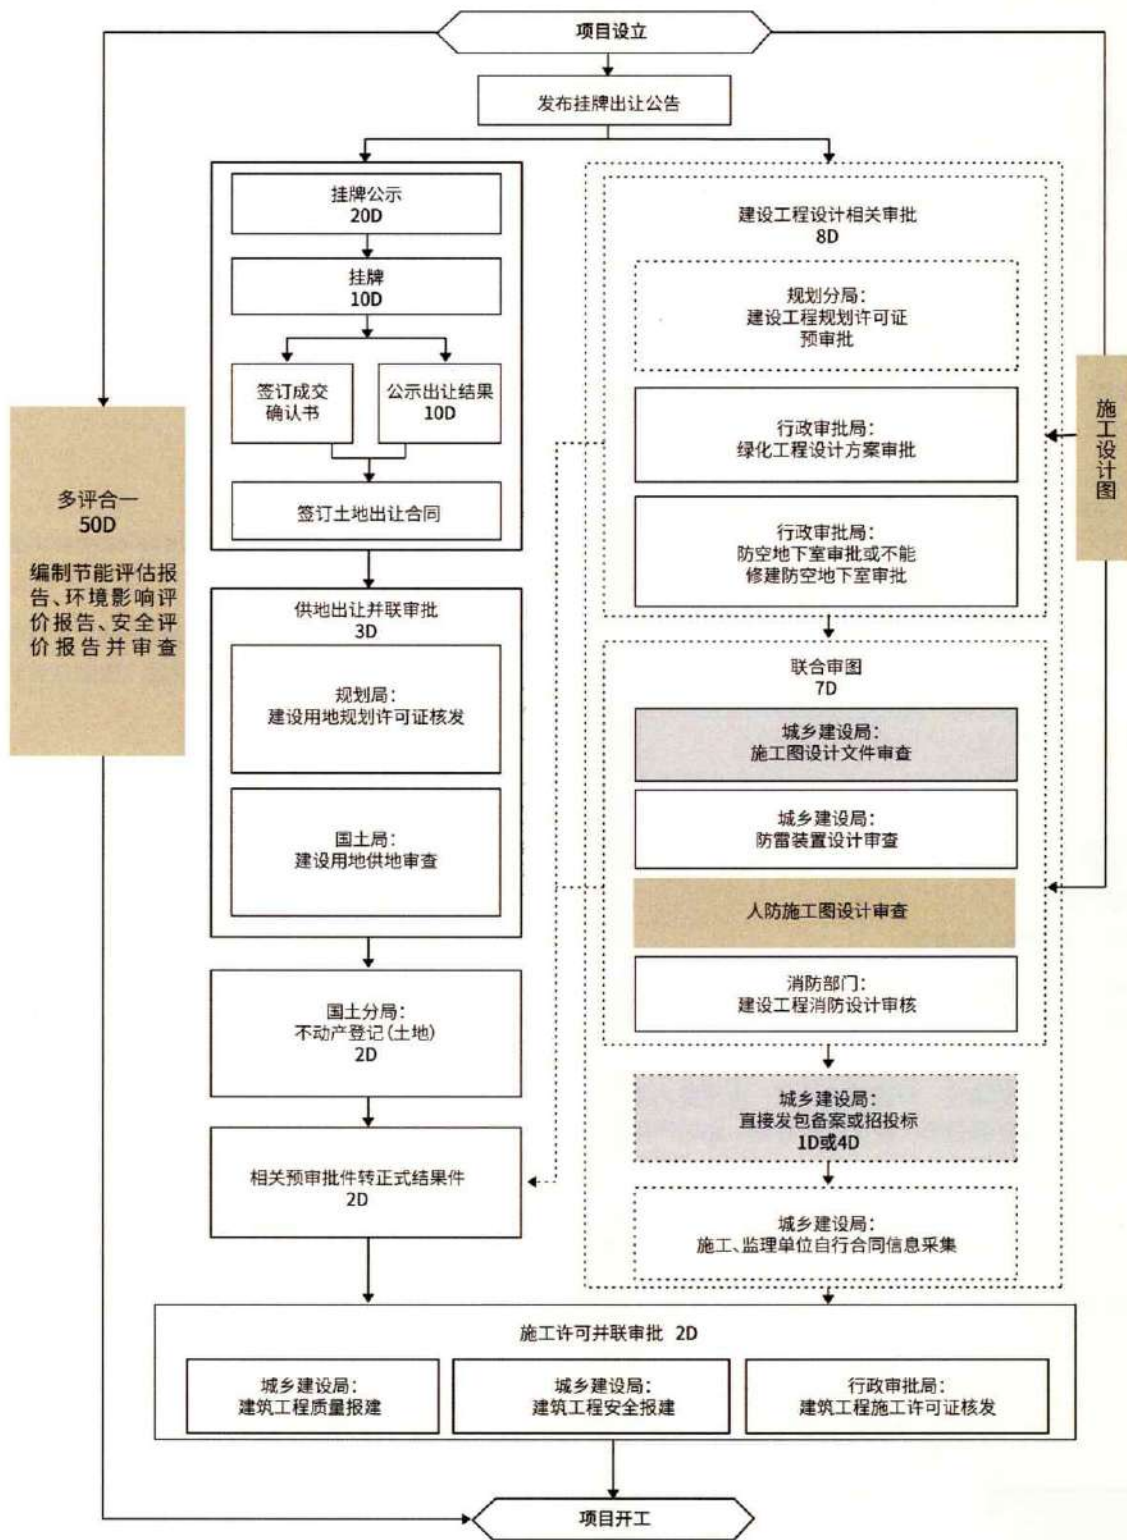 项目设立
发布挂牌出让公告
挂牌公示
20D
挂牌
10D
签订成交
确认书
公示出让结果
10D
签订土地出让合同
多评合一
50D
编制节能评估报
告、环境影响评
价报告、安全评
价报告并审查
供地出让并联审批
3D
规划局：
建设用地规划许可证核发
国土局：
建设用地供地审查
国土分局：
不动产登记(土地)
2D
相关预审批件转正式结果件
2D
建设工程设计相关审批
8D
规划分局：
建设工程规划许可证
预审批
行政审批局：
绿化工程设计方案审批
行政审批局：
防空地下室审批或不能
修建防空地下室审批
施工设计图
联合审图
7D
城乡建设局：
施工图设计文件审查
城乡建设局：
防雷装置设计审查
人防施工图设计审查
消防部门：
建设工程消防设计审核
城乡建设局：
直接发包备案或招投标
1D或4D
城乡建设局：
施工、监理单位自行合同信息采集
施工许可并联审批 2D
城乡建设局：
建筑工程质量报建
城乡建设局：
建筑工程安全报建
行政审批局：
建筑工程施工许可证核发
项目开工